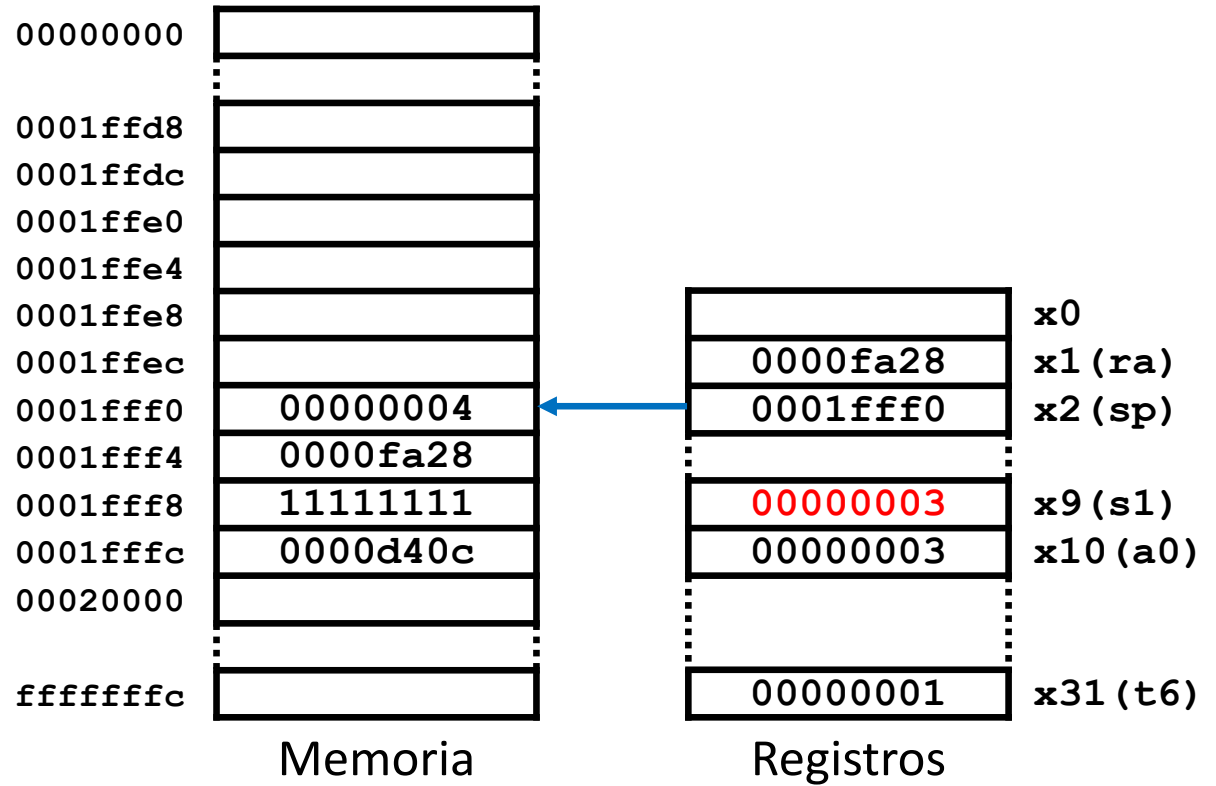 00000000
0001ffd8
0001ffdc
0001ffe0
0001ffe4
0001ffe8 x0
0001ffec 0000fa28 x1(ra)
0001fff0 00000004 0001fff0 x2(sp)
0001fff4 0000fa28
0001fff8 11111111 00000003 x9(s1)
0001fffc 0000d40c 00000003 x10(a0)
00020000
fffffffc 00000001 x31(t6)
Memoria Registros